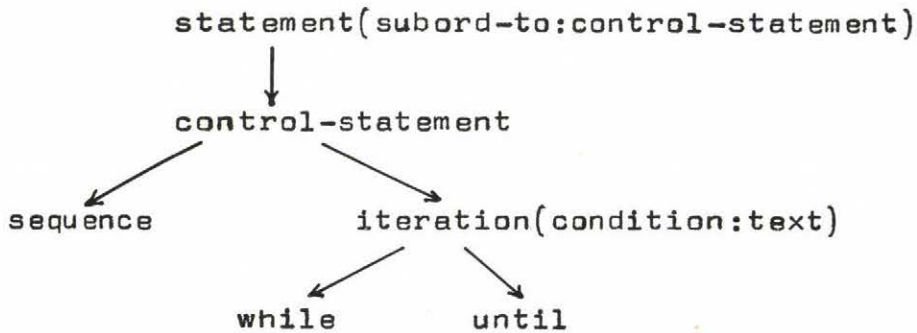 statement(subord-to:control-statement)
control-statement
sequence iteration(condition:text)
while until